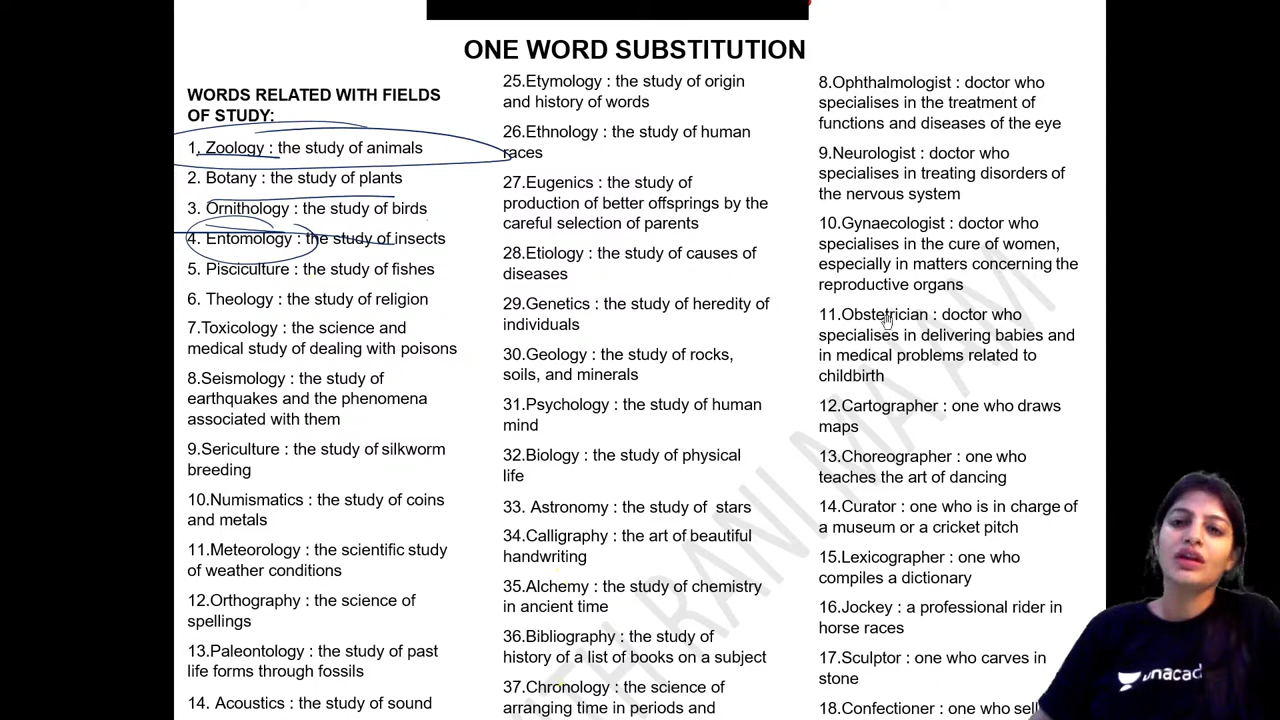 ONE WORD SUBSTITUTION
WORDS RELATED WITH FIELDS
OF STUDY:
1. Zoology : the study of animals
2. Botany : the study of plants
3. Ornithology : the study of birds
4. Entomology : the study of insects
5. Pisciculture : the study of fishes
6. Theology : the study of religion
7.Toxicology : the science and
medical study of dealing with poisons
8.Seismology : the study of
earthquakes and the phenomena
associated with them
9.Sericulture : the study of silkworm
breeding
10.Numismatics : the study of coins
and metals
11.Meteorology : the scientific study
of weather conditions
12.Orthography : the science of
spellings
13.Paleontology : the study of past
life forms through fossils
14. Acoustics : the study of sound
25.Etymology : the study of origin
and history of words
26.Ethnology : the study of human
races
27.Eugenics : the study of
production of better offsprings by the
careful selection of parents
28.Etiology : the study of causes of
diseases
29.Genetics : the study of heredity of
individuals
30.Geology : the study of rocks,
soils, and minerals
31.Psychology : the study of human
mind
32.Biology : the study of physical
life
33. Astronomy : the study of stars
34.Calligraphy : the art of beautiful
handwriting
35.Alchemy : the study of chemistry
in ancient time
36.Bibliography : the study of
history of a list of books on a subject
37.Chronology : the science of
arranging time in periods and
8.Ophthalmologist : doctor who
specialises in the treatment of
functions and diseases of the eye
9.Neurologist : doctor who
specialises in treating disorders of
the nervous system
10.Gynaecologist : doctor who
specialises in the cure of women,
especially in matters concerning the
reproductive organs
11.Obstetrician : doctor who
specialises in delivering babies and
in medical problems related to
childbirth
12.Cartographer : one who draws
maps
13.Choreographer : one who
teaches the art of dancing
14.Curator : one who is in charge of
a museum or a cricket pitch
15.Lexicographer : one who
compiles a dictionary
16.Jockey : a professional rider in
horse races
17.Sculptor : one who carves in
stone
18.Confectioner : one who sell
WITH RANI MA'AM
unacad